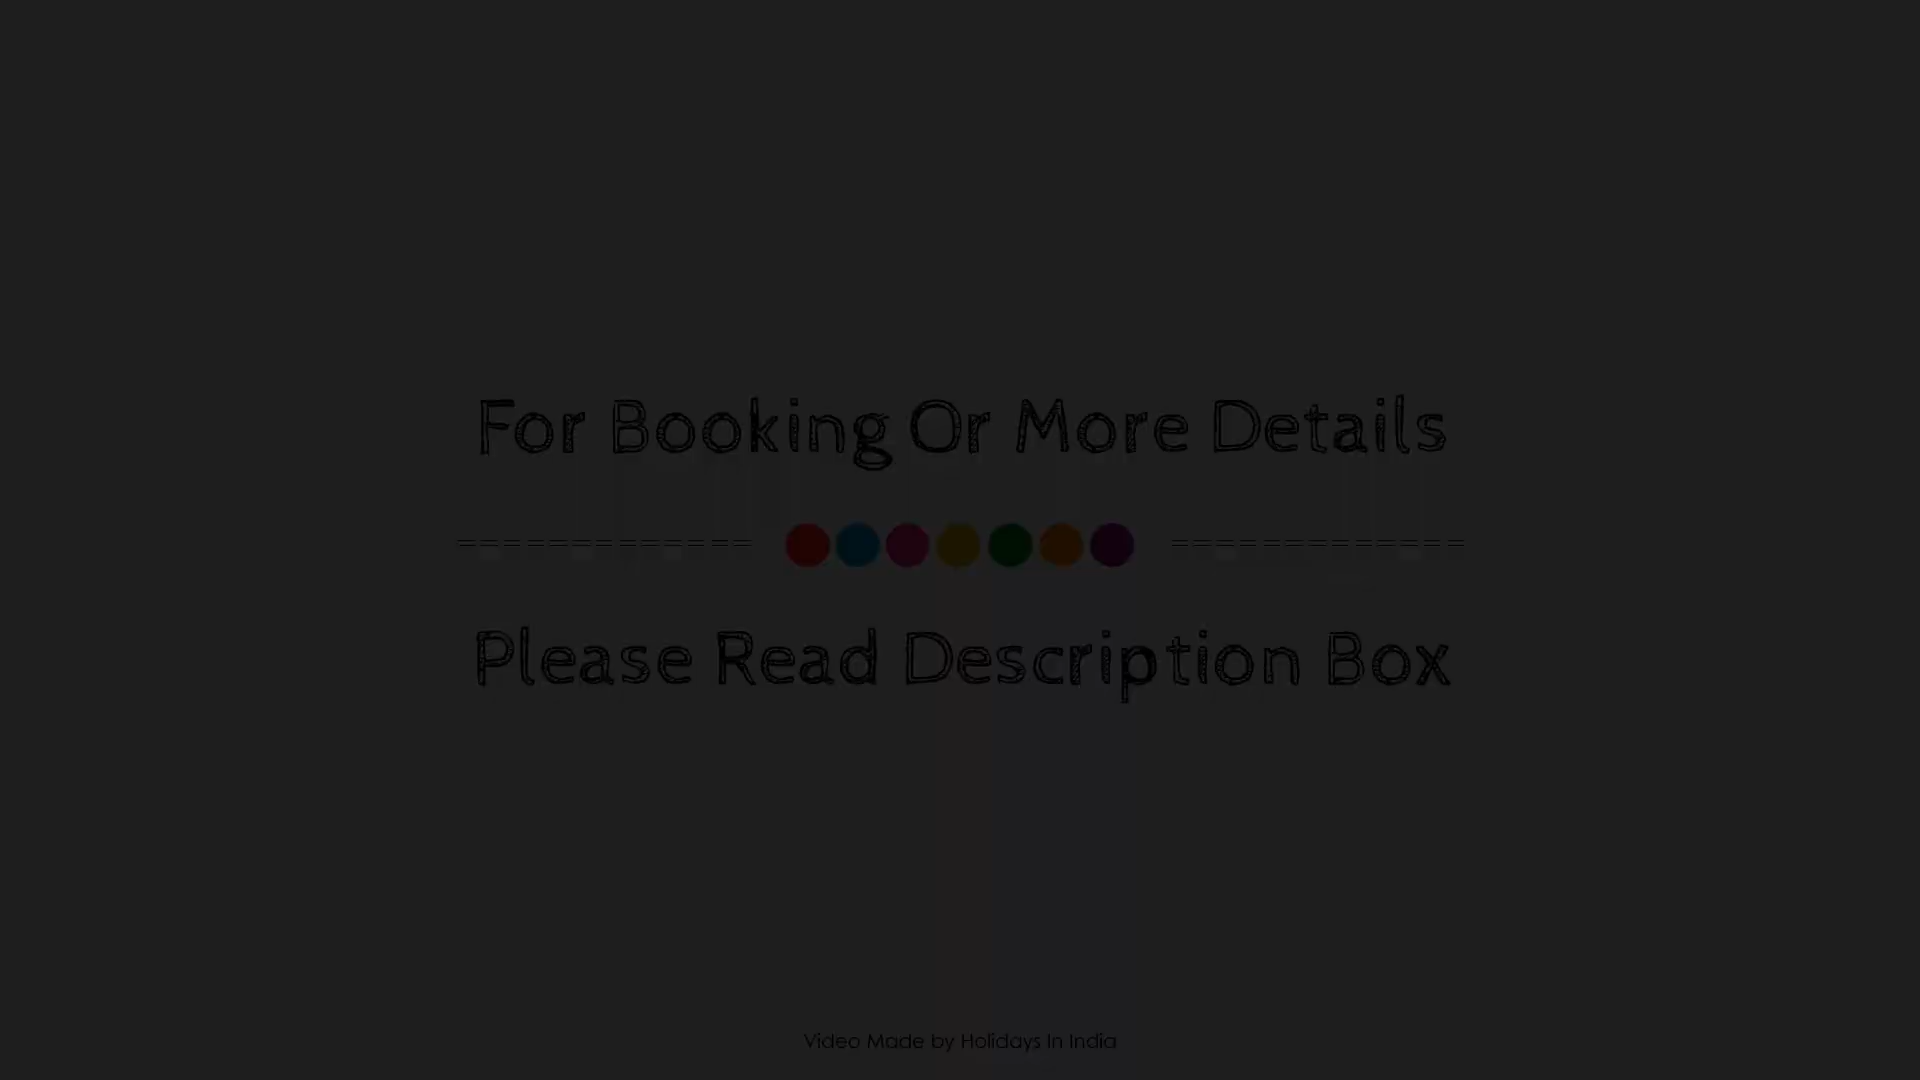 For Booking Or More Details
Please Read Description Box
Video Made by Holidays In India